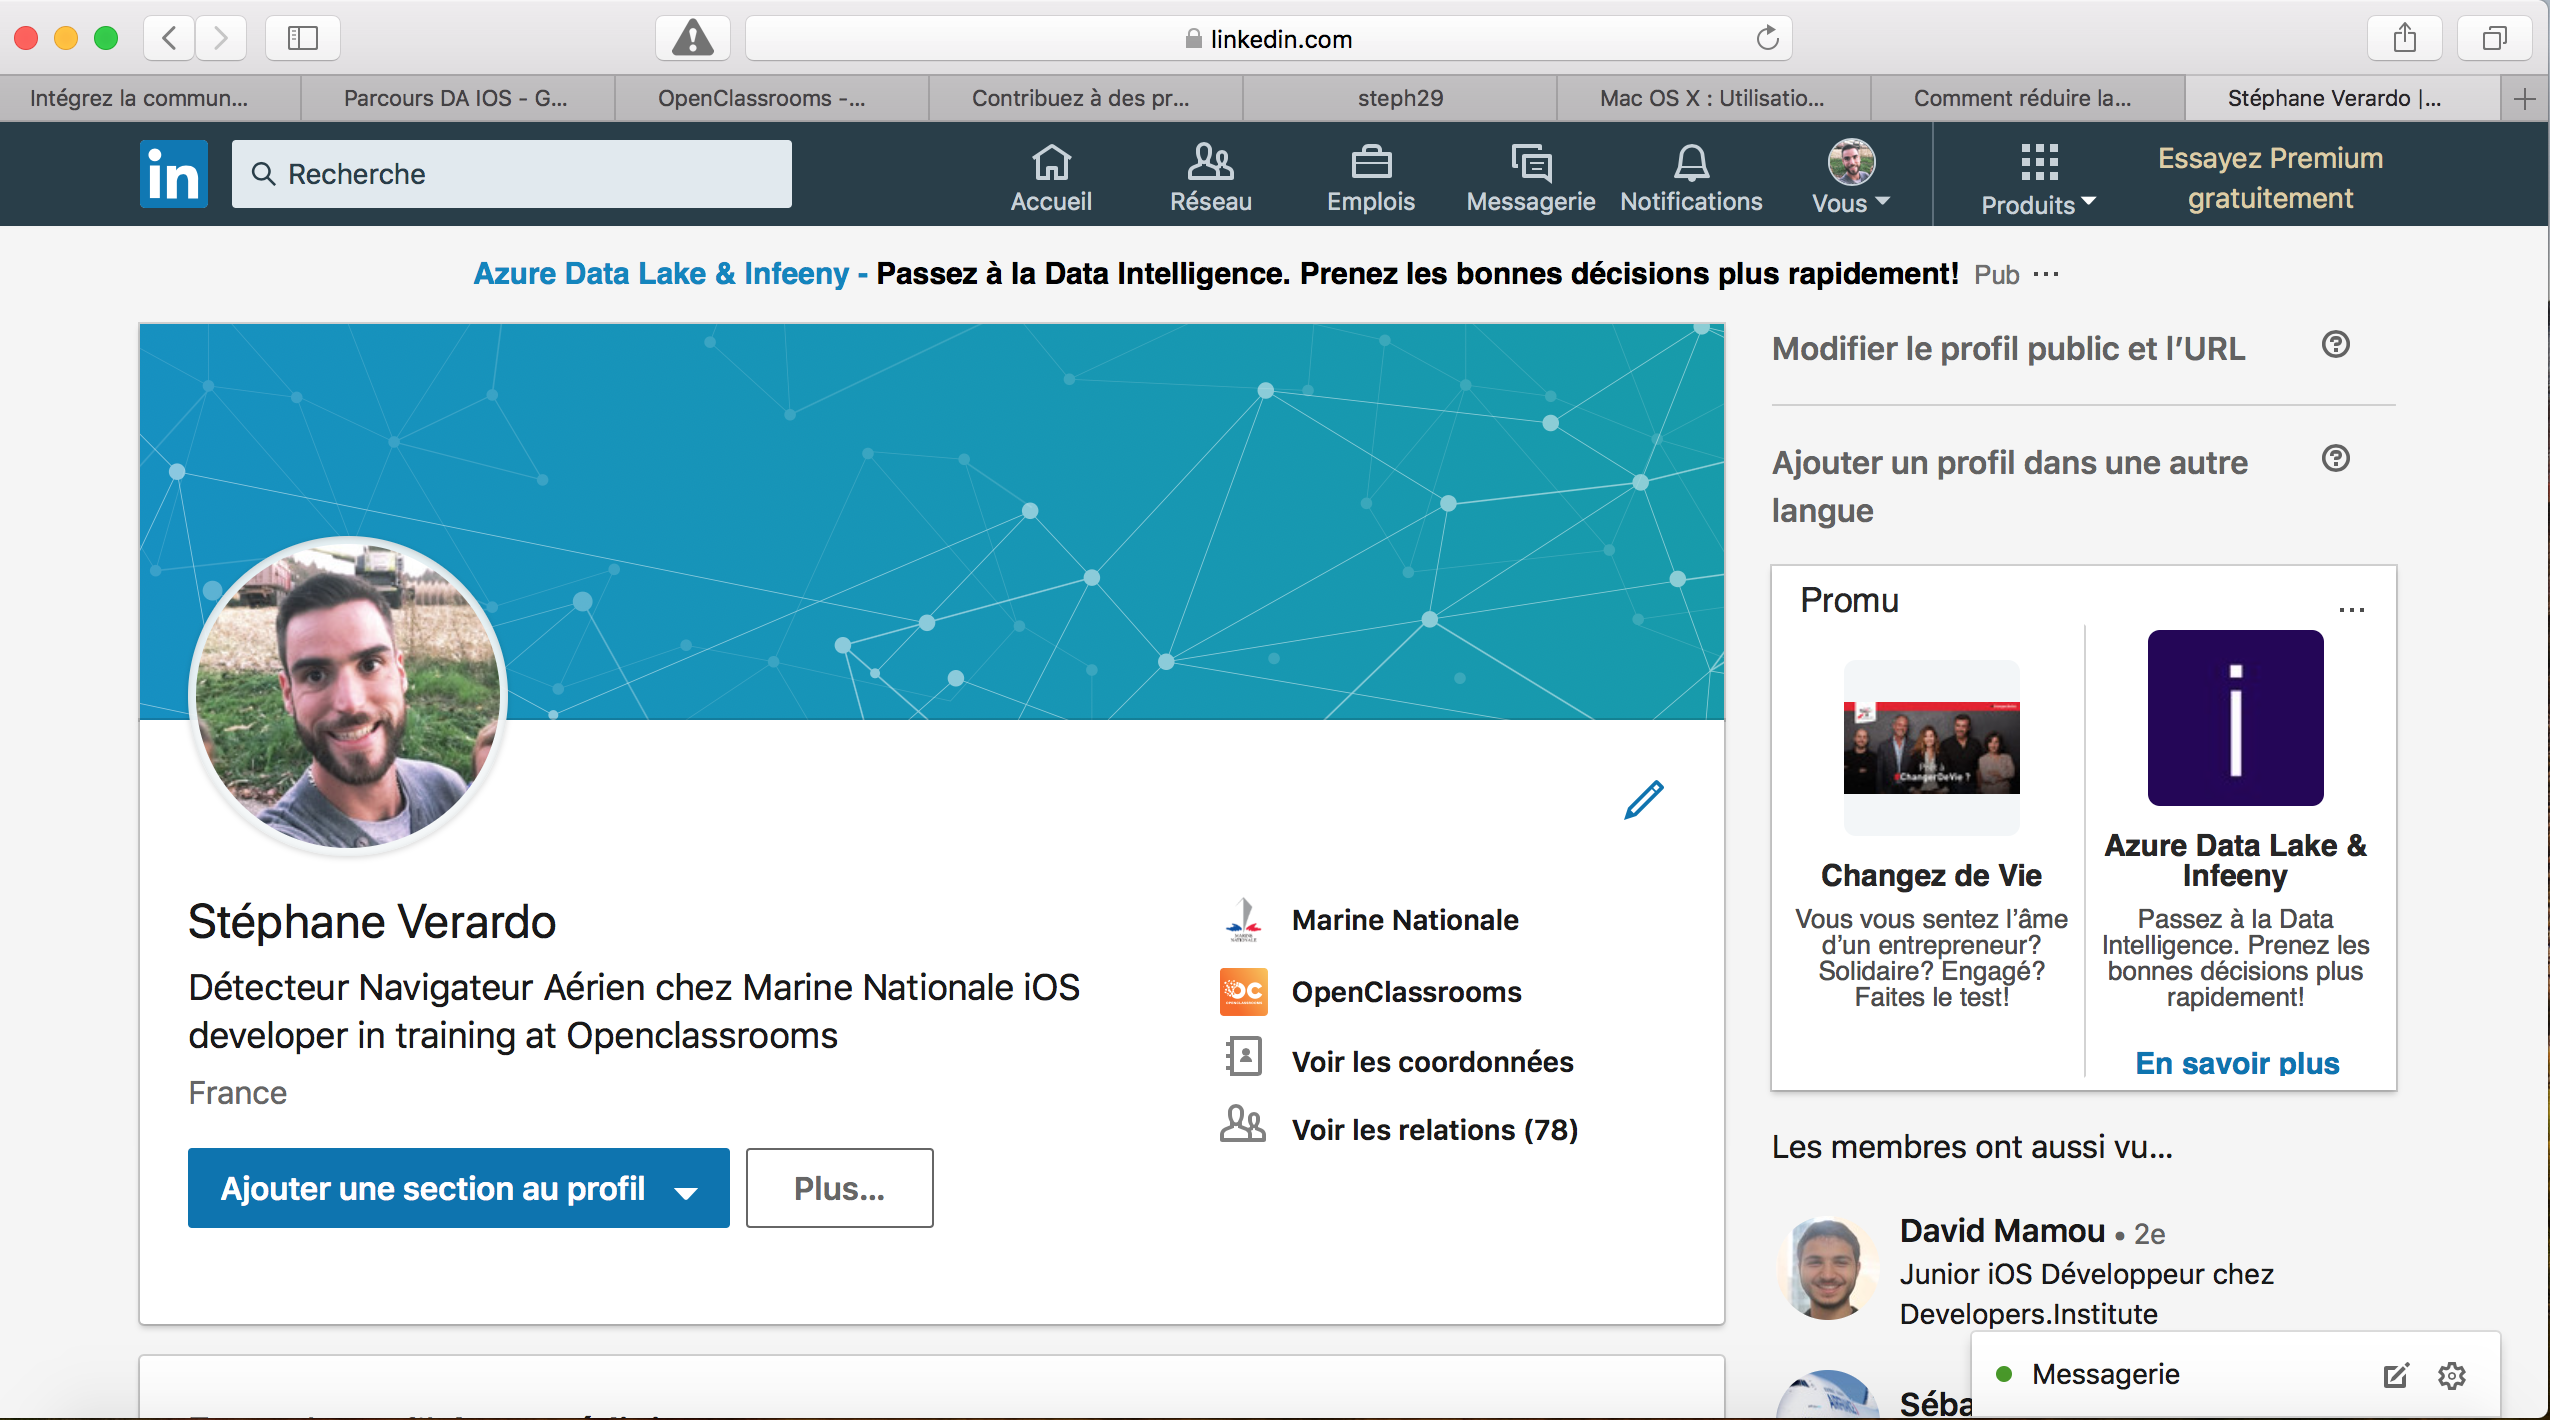 linkedin.com
Intégrez la commun...
Parcours DA IOS - G...
OpenClassrooms -...
Contribuez à des pr...
steph29
Mac OS X : Utilisatio...
Comment réduire la...
Stéphane Verardo |...
in
Recherche
Accueil
Réseau
Emplois
Messagerie
Notifications
Vous
Produits
Essayez Premium
gratuitement
Azure Data Lake & Infeeny - Passez à la Data Intelligence. Prenez les bonnes décisions plus rapidement! Pub ...
Stéphane Verardo
Détecteur Navigateur Aérien chez Marine Nationale iOS
developer in training at Openclassrooms
France
Ajouter une section au profil
Plus...
Marine Nationale
OC
OpenClassrooms
Voir les coordonnées
Voir les relations (78)
Modifier le profil public et l'URL
Ajouter un profil dans une autre
langue
Promu
...
#ChangerDeVie ?
Changez de Vie
Vous vous sentez l'âme
d'un entrepreneur?
Solidaire? Engagé?
Faites le test!
i
Azure Data Lake &
Infeeny
Passez à la Data
Intelligence. Prenez les
bonnes décisions plus
rapidement!
En savoir plus
Les membres ont aussi vu...
David Mamou • 2e
Junior iOS Développeur chez
Developers.Institute
Séba
Messagerie